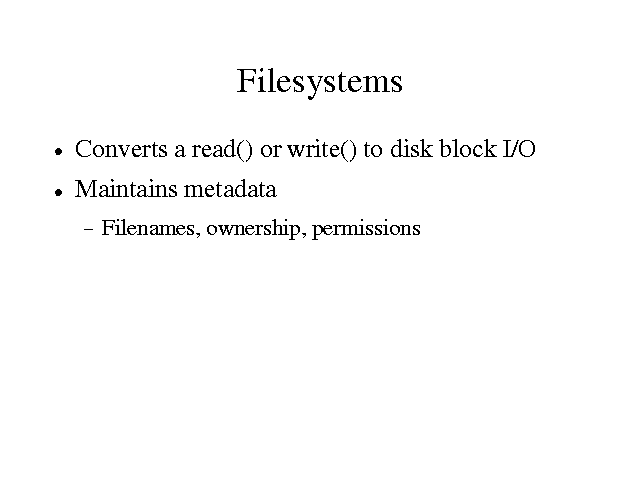 Filesystems
• Converts a read() or write() to disk block I/O
• Maintains metadata
– Filenames, ownership, permissions